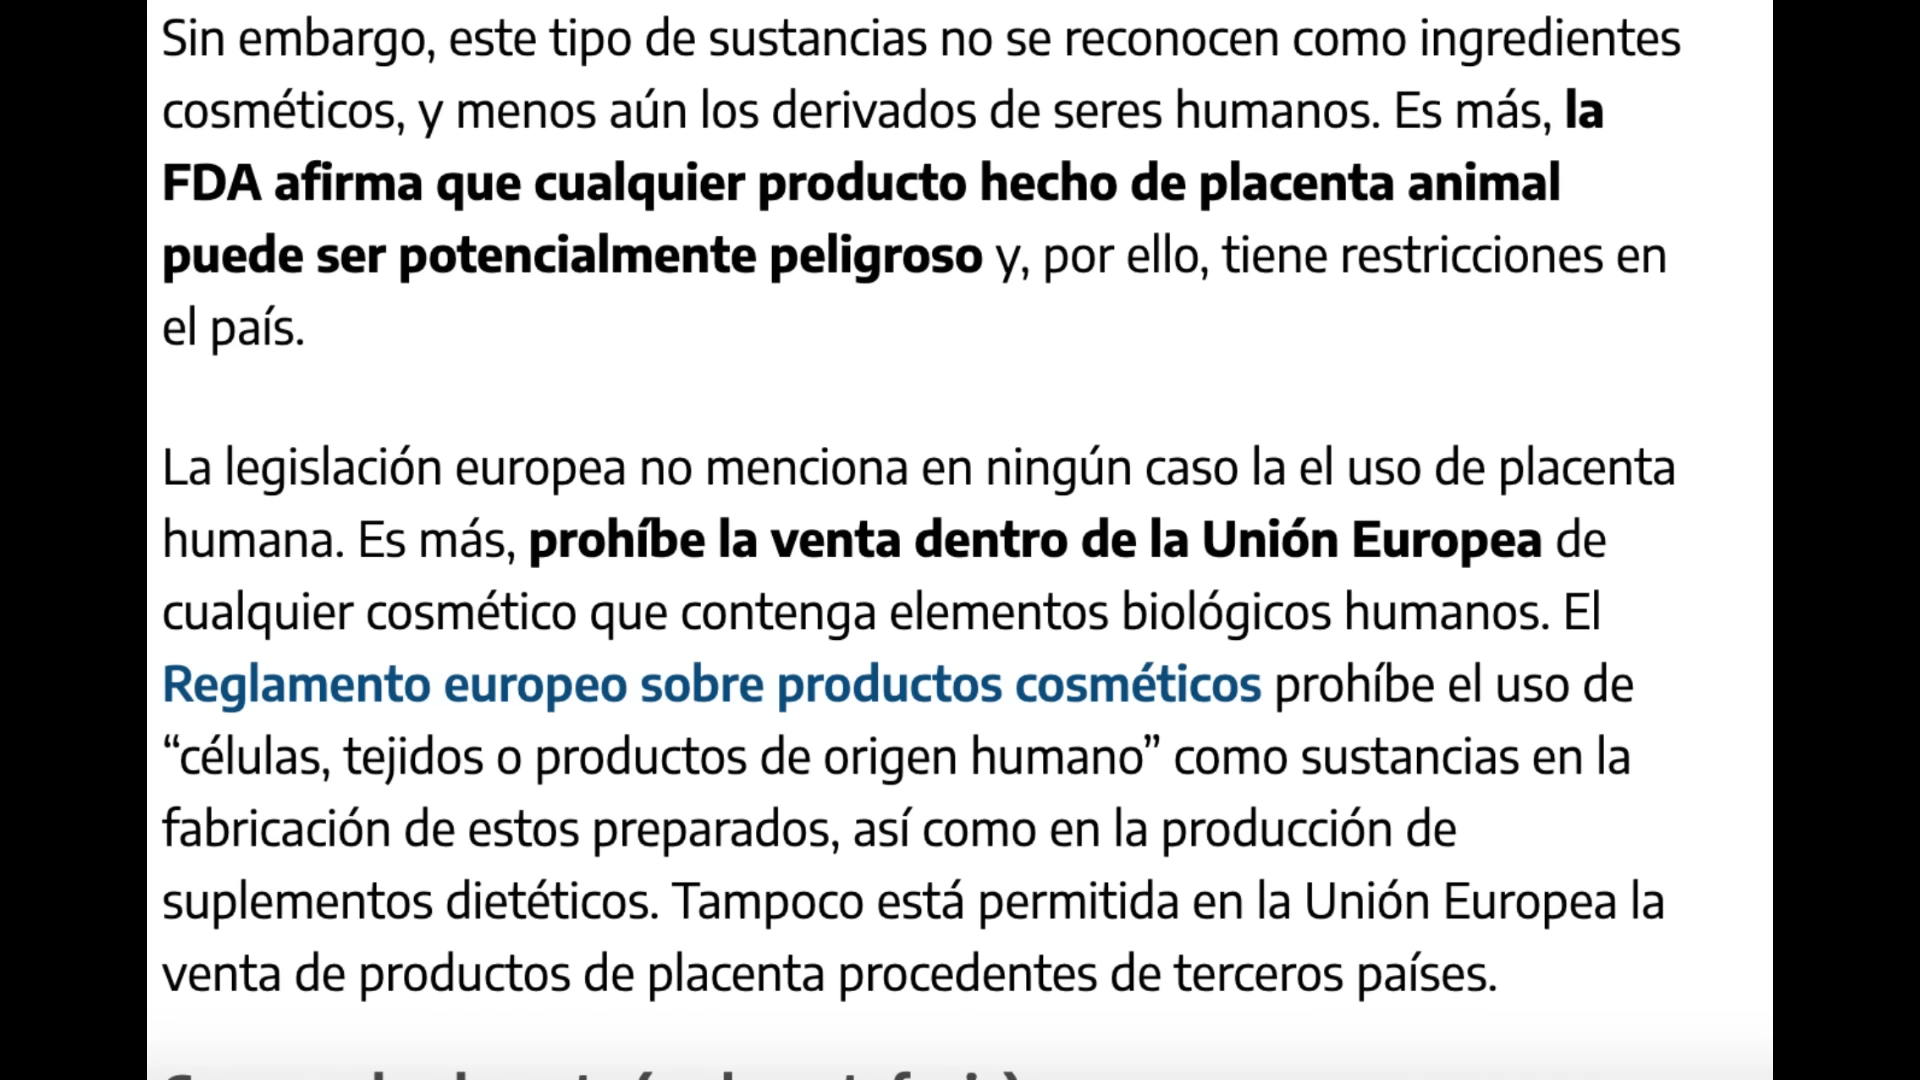 Sin embargo, este tipo de sustancias no se reconocen como ingredientes
cosméticos, y menos aún los derivados de seres humanos. Es más, la
FDA afirma que cualquier producto hecho de placenta animal
puede ser potencialmente peligroso y, por ello, tiene restricciones en
el país.
La legislación europea no menciona en ningún caso la el uso de placenta
humana. Es más, prohíbe la venta dentro de la Unión Europea de
cualquier cosmético que contenga elementos biológicos humanos. El
Reglamento europeo sobre productos cosméticos prohíbe el uso de
“células, tejidos o productos de origen humano” como sustancias en la
fabricación de estos preparados, así como en la producción de
suplementos dietéticos. Tampoco está permitida en la Unión Europea la
venta de productos de placenta procedentes de terceros países.